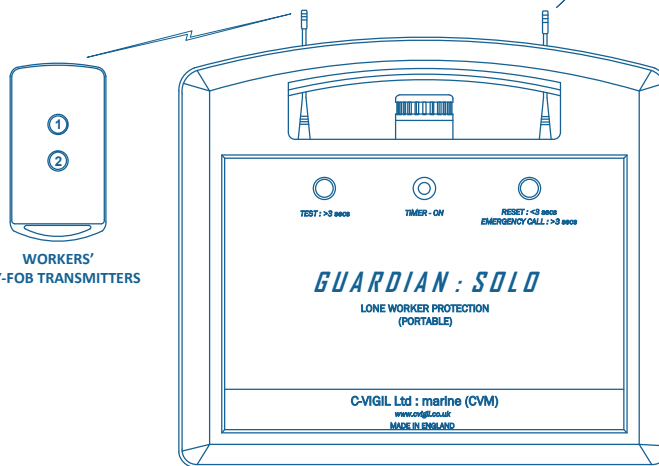 1
2
WORKERS'
-FOB TRANSMITTERS
TEST : >3 secs
TIMER - ON
RESET : <3 secs
EMERGENCY CALL : >3 secs
GUARDIAN : SOLO
LONE WORKER PROTECTION
(PORTABLE)
C-VIGIL Ltd : marine (CVM)
www.cvigil.co.uk
MADE IN ENGLAND